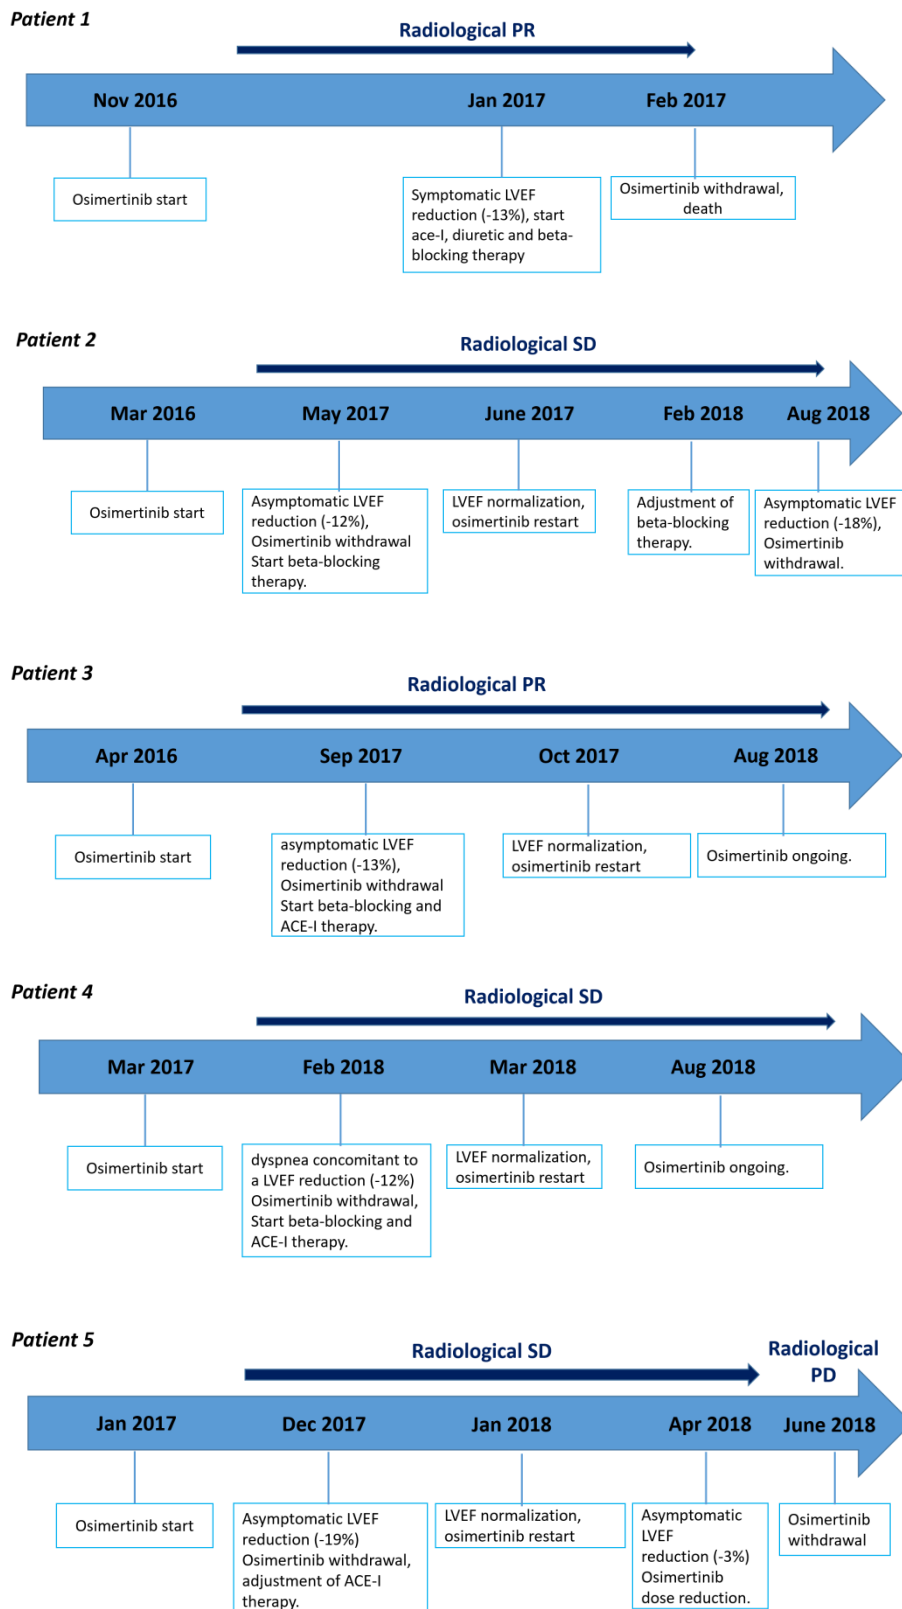 Patient 1
Radiological PR
Nov 2016
Jan 2017
Feb 2017
Osimertinib start
Symptomatic LVEF
reduction (-13%), start
ace-I, diuretic and beta-
blocking therapy
Osimertinib withdrawal,
death
Patient 2
Radiological SD
Mar 2016
May 2017
June 2017
Feb 2018
Aug 2018
Osimertinib start
Asymptomatic LVEF
reduction (-12%),
Osimertinib withdrawal
Start beta-blocking
therapy.
LVEF normalization,
osimertinib restart
Adjustment of
beta-blocking
therapy.
Asymptomatic LVEF
reduction (-18%),
Osimertinib
withdrawal.
Patient 3
Radiological PR
Apr 2016
Sep 2017
Oct 2017
Aug 2018
Osimertinib start
asymptomatic LVEF
reduction (-13%),
Osimertinib withdrawal
Start beta-blocking and
ACE-I therapy.
LVEF normalization,
osimertinib restart
Osimertinib ongoing.
Patient 4
Radiological SD
Mar 2017
Feb 2018
Mar 2018
Aug 2018
Osimertinib start
dyspnea concomitant to
a LVEF reduction (-12%)
Osimertinib withdrawal,
Start beta-blocking and
ACE-I therapy.
LVEF normalization,
osimertinib restart
Osimertinib ongoing.
Patient 5
Radiological SD
Radiological
PD
Jan 2017
Dec 2017
Jan 2018
Apr 2018
June 2018
Osimertinib start
Asymptomatic LVEF
reduction (-19%)
Osimertinib withdrawal,
adjustment of ACE-I
therapy.
LVEF normalization,
osimertinib restart
Asymptomatic
LVEF
reduction (-3%)
Osimertinib
dose reduction.
Osimertinib
withdrawal